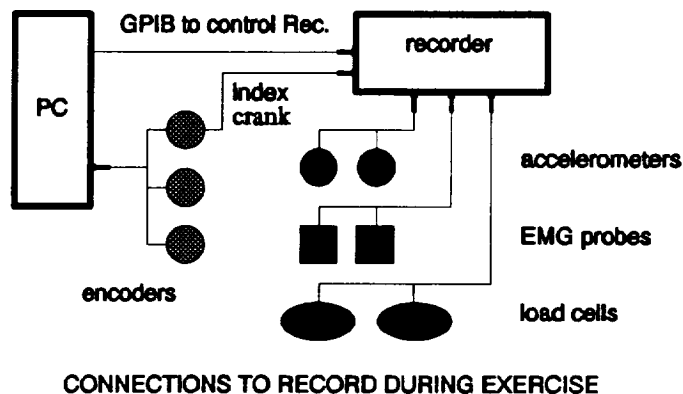 GPIB to control Rec.
recorder
PC
index
crank
accelerometers
EMG probes
encoders
load cells
CONNECTIONS TO RECORD DURING EXERCISE